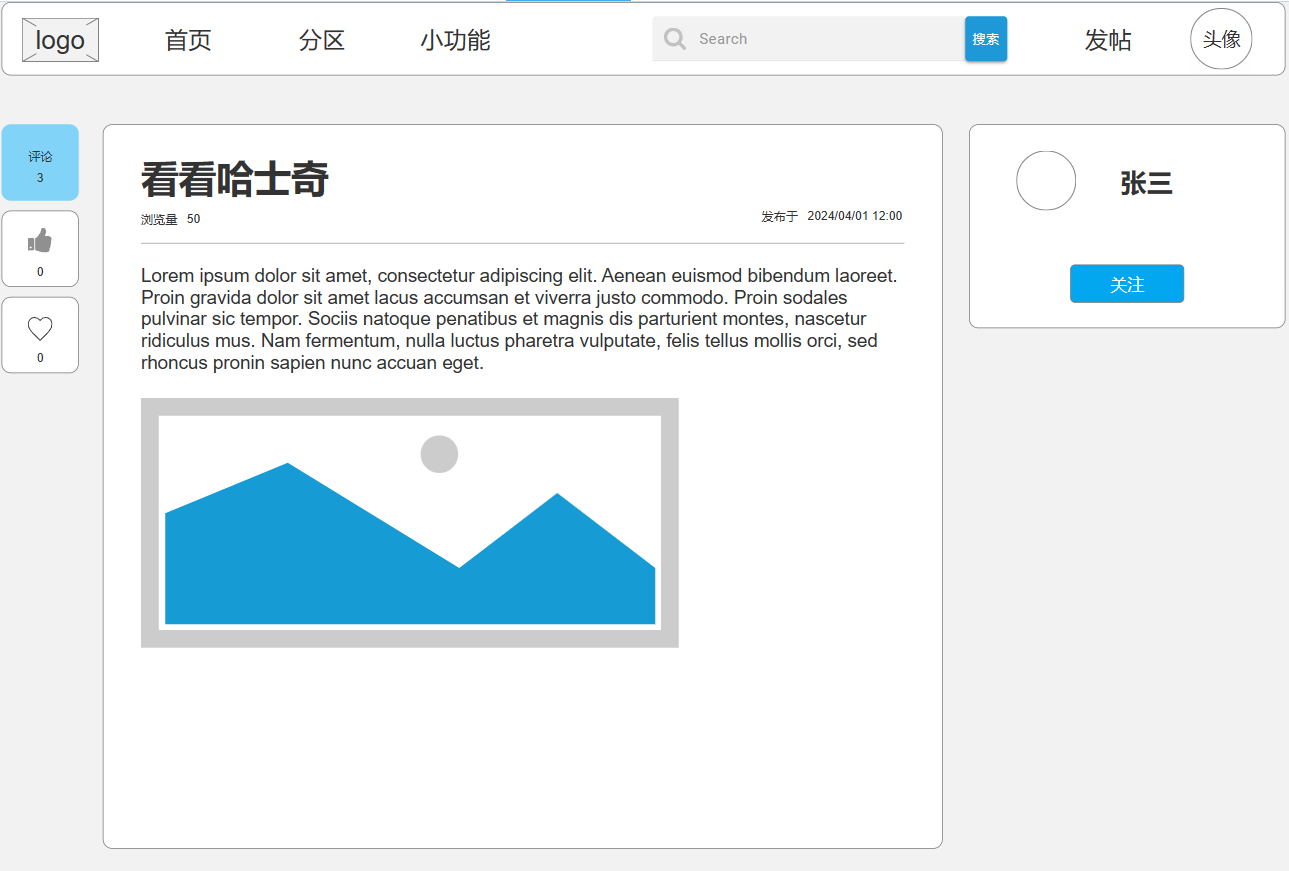 logo 首页 分区 小功能 Search 搜索 发帖 头像
评论
3
0
0
看看哈士奇
浏览量 50 发布于 2024/04/01 12:00
Lorem ipsum dolor sit amet, consectetur adipiscing elit. Aenean euismod bibendum laoreet.
Proin gravida dolor sit amet lacus accumsan et viverra justo commodo. Proin sodales
pulvinar sic tempor. Sociis natoque penatibus et magnis dis parturient montes, nascetur
ridiculus mus. Nam fermentum, nulla luctus pharetra vulputate, felis tellus mollis orci, sed
rhoncus pronin sapien nunc accuan eget.
张三
关注